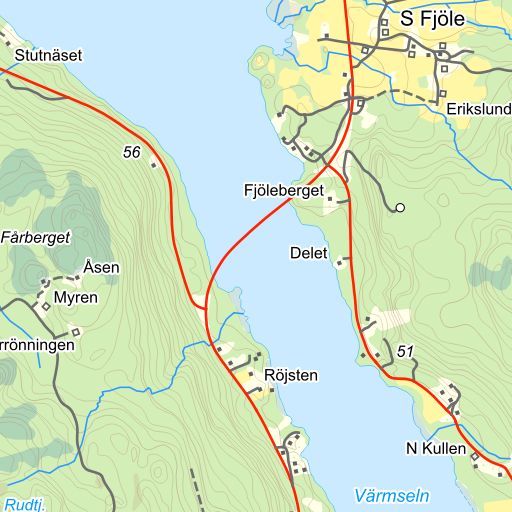 S Fjöle
Stutnäset
Erikslund
56
Fjöleberget
Fårberget
Delet
Åsen
Myren
rrönningen
51
Röjsten
N Kullen
Värmseln
Rudtj.